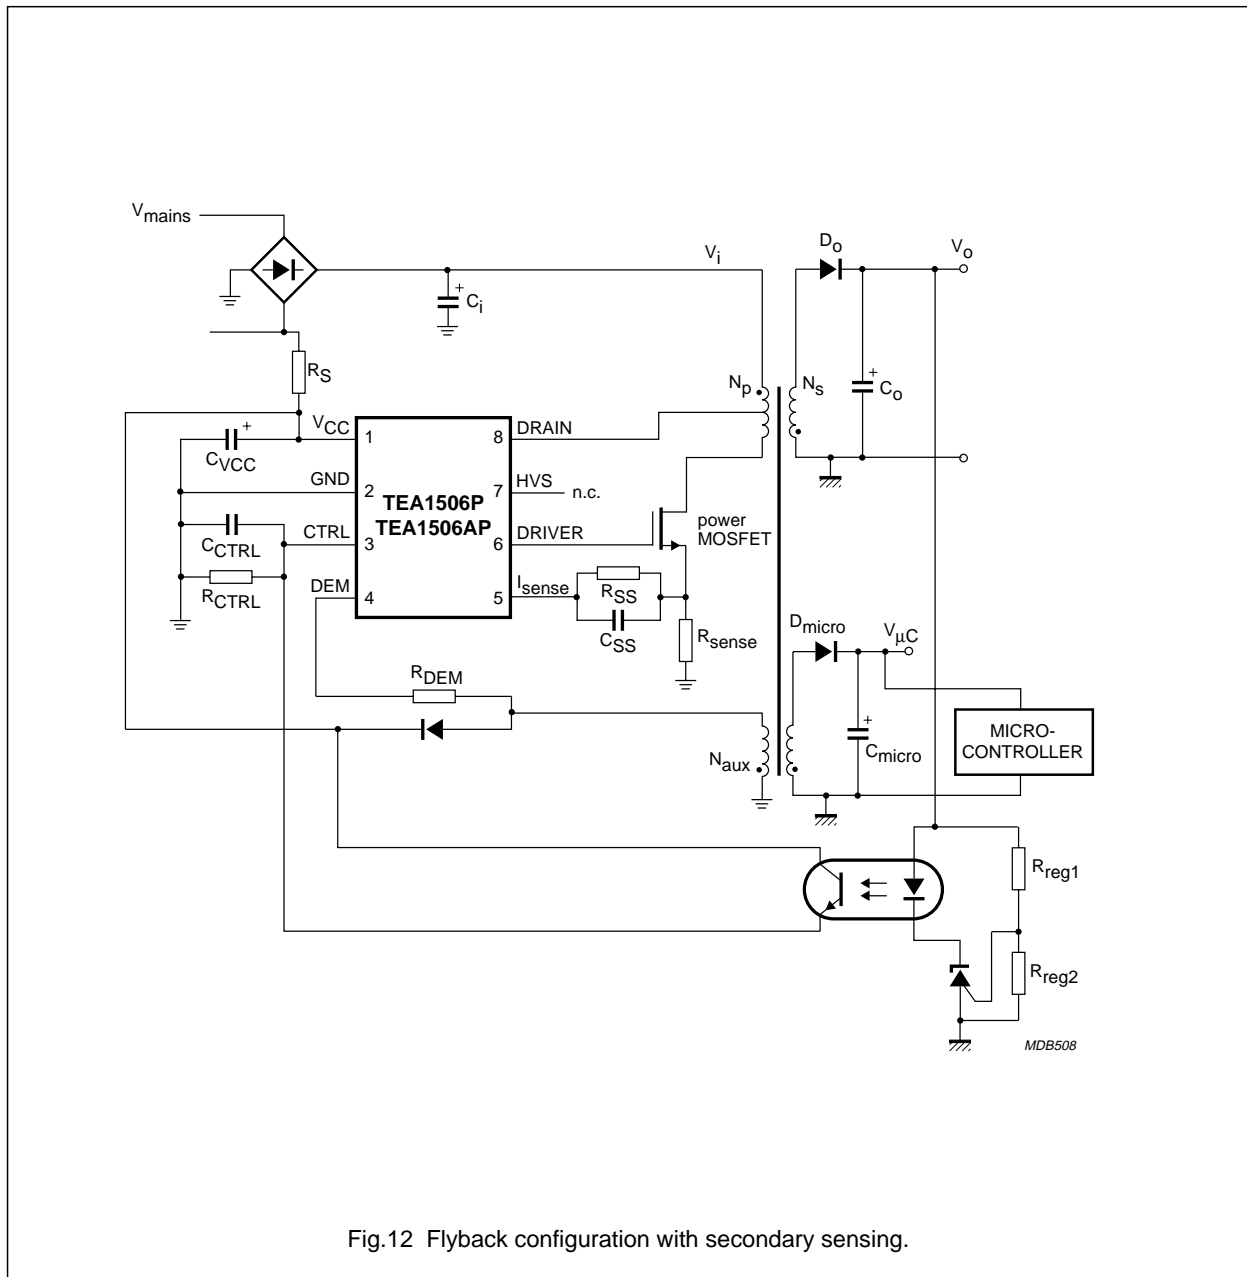 Vmains
Vi
Do
Vo
Ci
RS
Np
Ns
Co
VCC
1
8
DRAIN
CVCC
GND
2
7
HVS
n.c.
TEA1506P
TEA1506AP
CCTRL
CTRL
3
6
DRIVER
power
MOSFET
RCTRL
DEM
4
5
Isense
RSS
CSS
Rsense
Dmicro
VμC
RDEM
MICRO-
CONTROLLER
Cmicro
Naux
Rreg1
Rreg2
MDB508
Fig.12 Flyback configuration with secondary sensing.